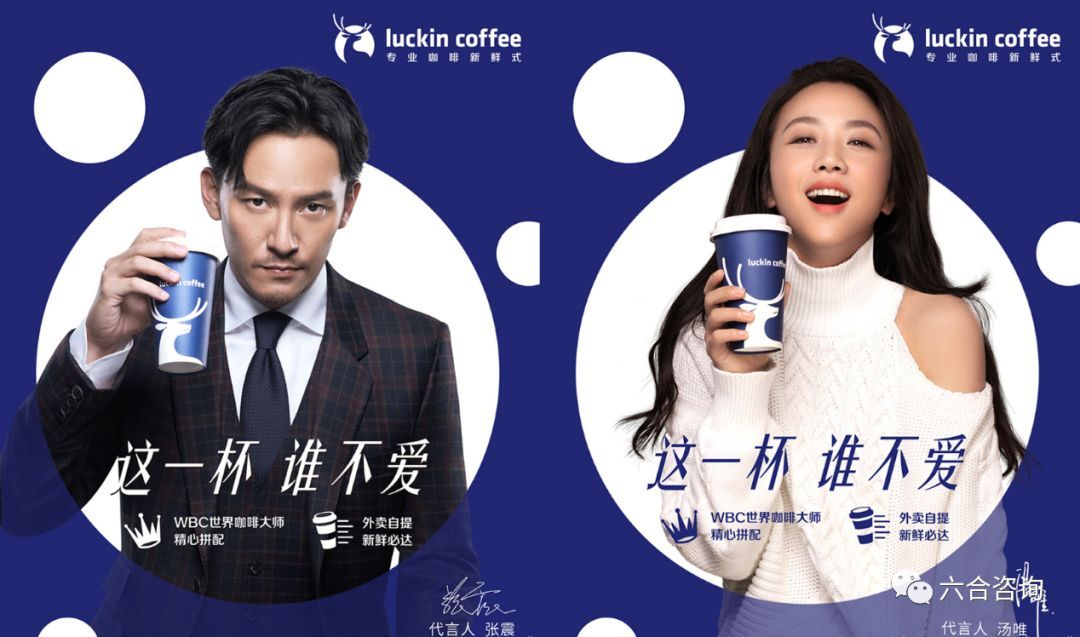 luckin coffee
专业咖啡新鲜式
luckin coffee
这一杯 谁不爱
WBC世界咖啡大师
精心拼配
外卖自提
新鲜必达
代言人 张震
luckin coffee
专业咖啡新鲜式
luckin coffee
这一杯 谁不爱
WBC世界咖啡大师
精心拼配
外卖自提
新鲜必达
六合咨询
代言人 汤唯